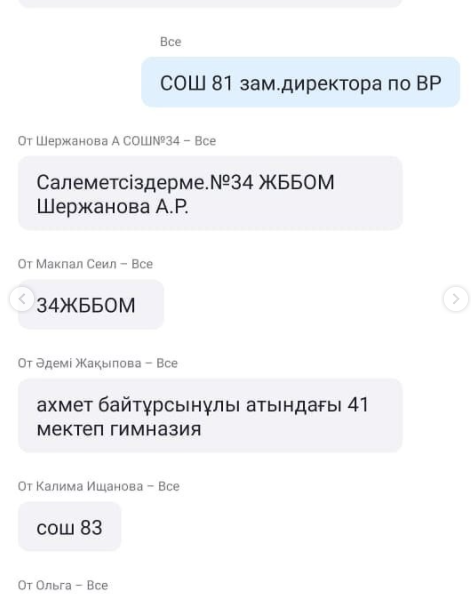 Все
СОШ 81 зам.директора по ВР
От Шержанова А СОШ№34 – Все
Салеметсіздерме.№34 ЖББОМ
Шержанова А.Р.
От Макпал Сеил – Все
34ЖББОМ
От Әдемі Жақыпова – Все
ахмет байтұрсынұлы атындағы 41
мектеп гимназия
От Калима Ищанова – Все
сош 83
От Ольга – Все